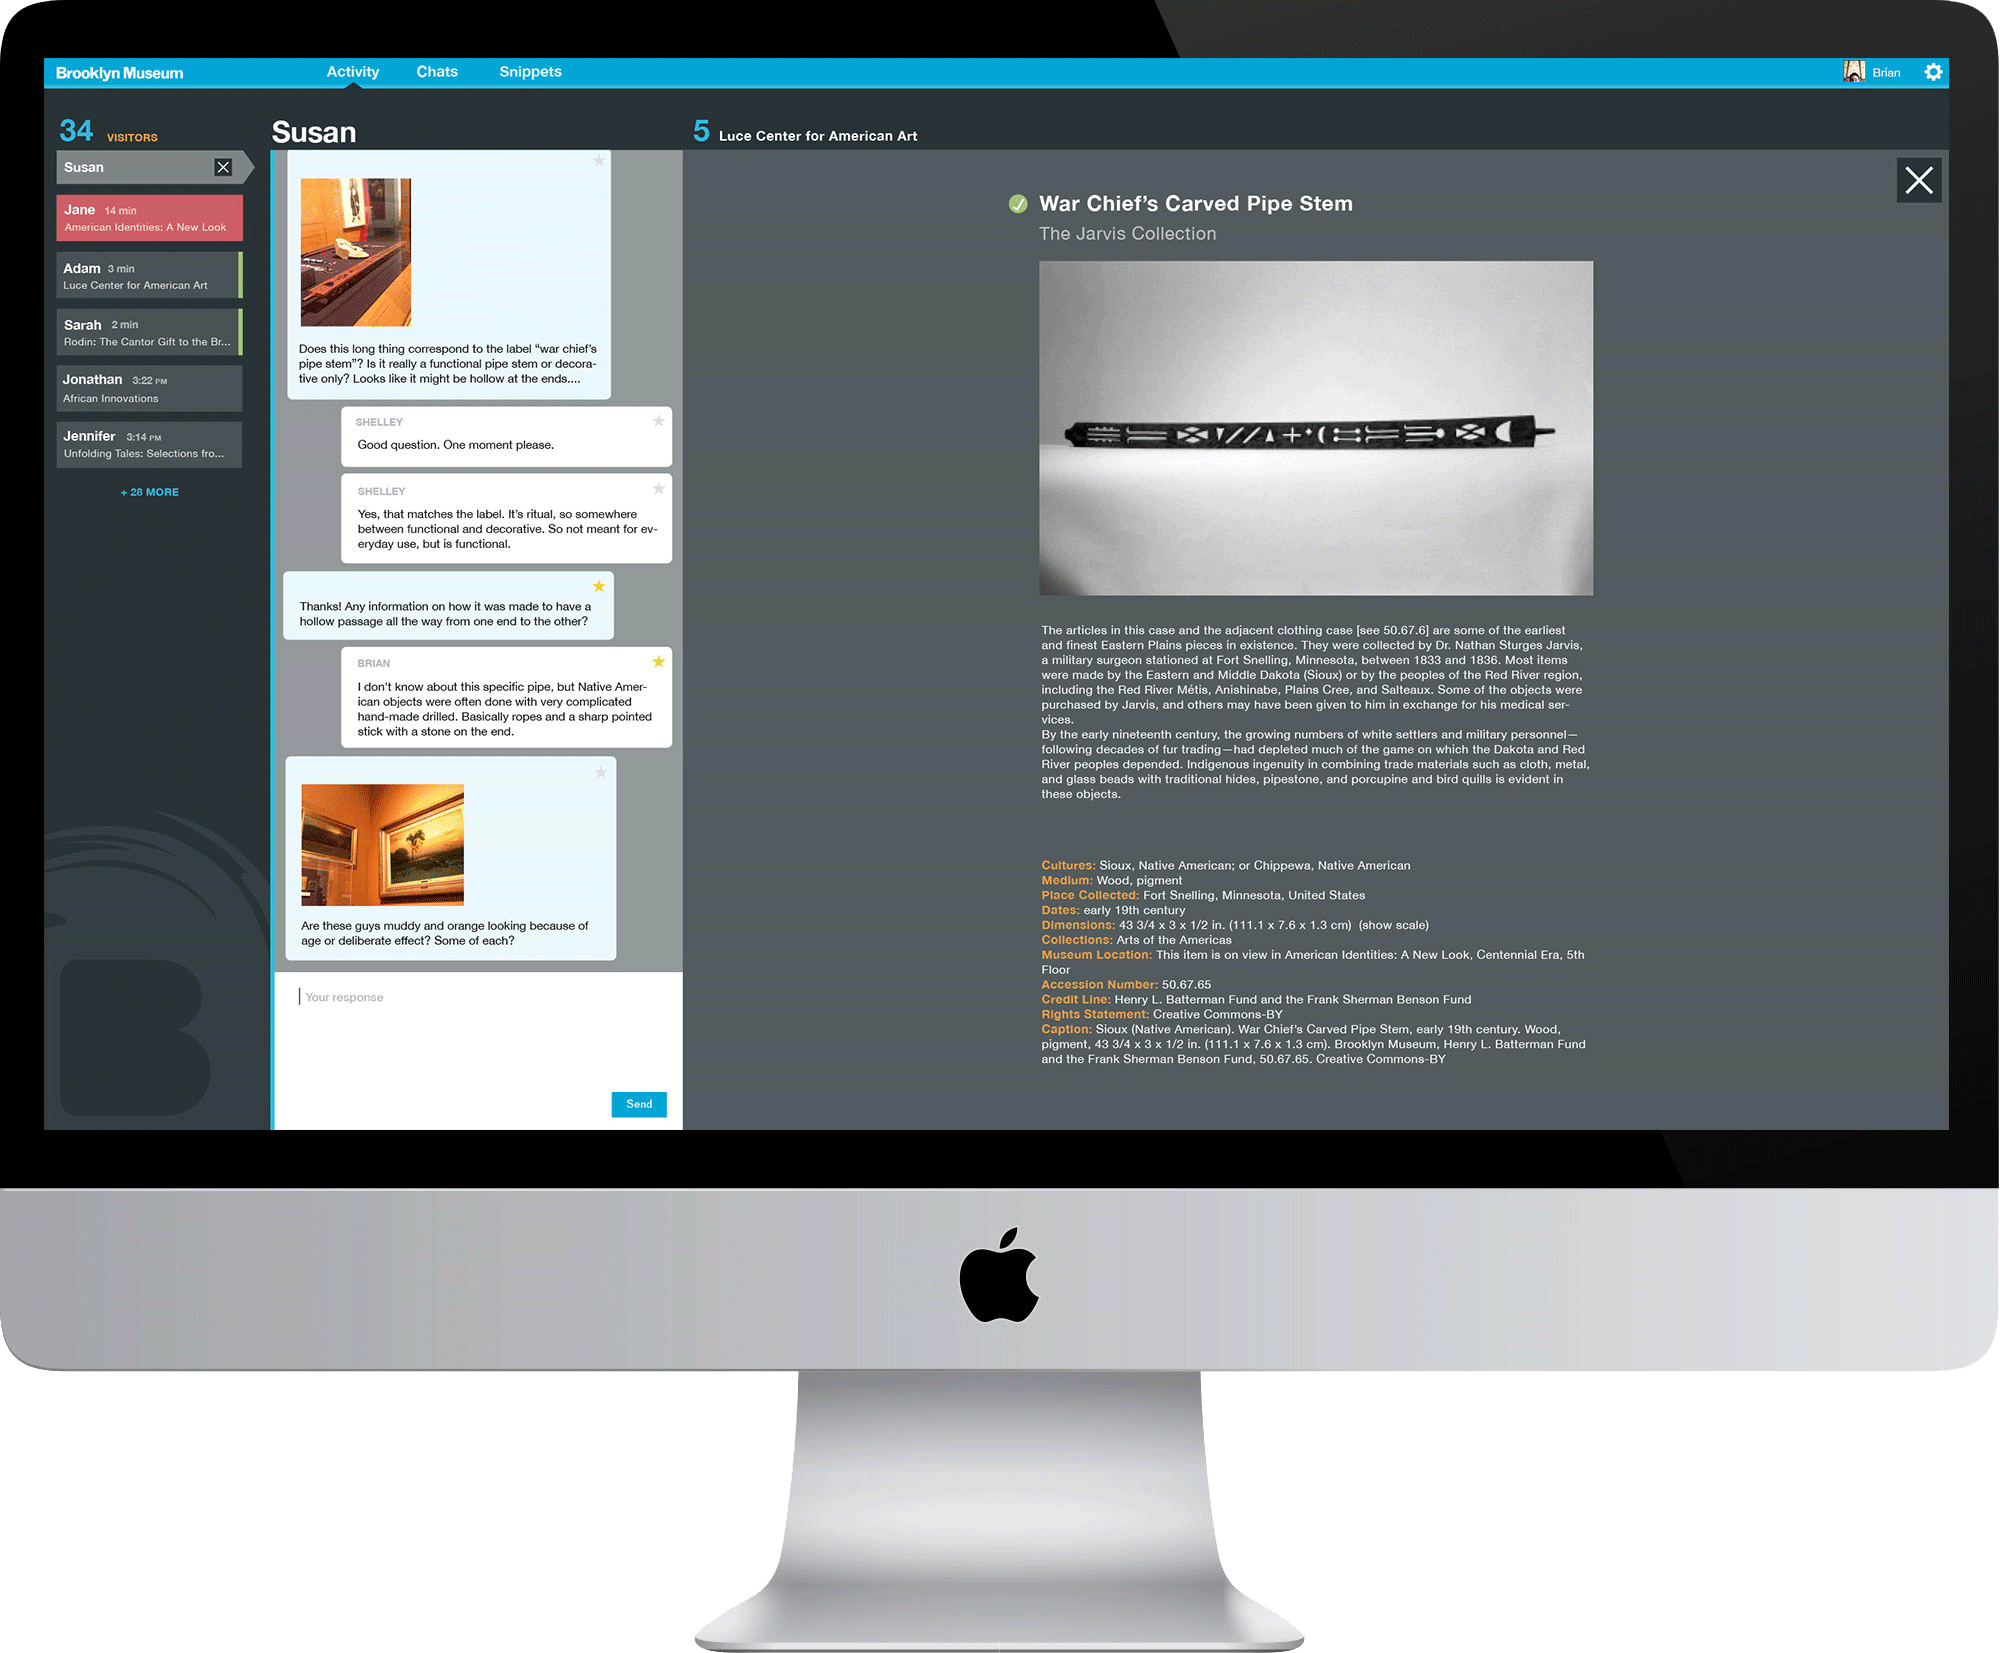 Brooklyn Museum
Activity
Chats
Snippets
Brian
34 VISITORS
Susan
Jane 14 min
American Identities: A New Look
Adam 3 min
Luce Center for American Art
Sarah 2 min
Rodin: The Cantor Gift to the Br...
Jonathan 3:22 PM
African Innovations
Jennifer 3:14 PM
Unfolding Tales: Selections fro...
+ 28 MORE
Susan
Does this long thing correspond to the label “war chief’s
pipe stem”? Is it really a functional pipe stem or decora-
tive only? Looks like it might be hollow at the ends....
SHELLEY
Good question. One moment please.
SHELLEY
Yes, that matches the label. It’s ritual, so somewhere
between functional and decorative. So not meant for ev-
eryday use, but is functional.
Thanks! Any information on how it was made to have a
hollow passage all the way from one end to the other?
BRIAN
I don’t know about this specific pipe, but Native Amer-
ican objects were often done with very complicated
hand-made drilled. Basically ropes and a sharp pointed
stick with a stone on the end.
Are these guys muddy and orange looking because of
age or deliberate effect? Some of each?
Your response
Send
5 Luce Center for American Art
War Chief’s Carved Pipe Stem
The Jarvis Collection
The articles in this case and the adjacent clothing case [see 50.67.6] are some of the earliest
and finest Eastern Plains pieces in existence. They were collected by Dr. Nathan Sturges Jarvis,
a military surgeon stationed at Fort Snelling, Minnesota, between 1833 and 1836. Most items
were made by the Eastern and Middle Dakota (Sioux) or by the peoples of the Red River region,
including the Red River Métis, Anishinabe, Plains Cree, and Salteaux. Some of the objects were
purchased by Jarvis, and others may have been given to him in exchange for his medical ser-
vices.
By the early nineteenth century, the growing numbers of white settlers and military personnel—
following decades of fur trading—had depleted much of the game on which the Dakota and Red
River peoples depended. Indigenous ingenuity in combining trade materials such as cloth, metal,
and glass beads with traditional hides, pipestone, and porcupine and bird quills is evident in
these objects.
Cultures: Sioux, Native American; or Chippewa, Native American
Medium: Wood, pigment
Place Collected: Fort Snelling, Minnesota, United States
Dates: early 19th century
Dimensions: 43 3/4 x 3 x 1/2 in. (111.1 x 7.6 x 1.3 cm) (show scale)
Collections: Arts of the Americas
Museum Location: This item is on view in American Identities: A New Look, Centennial Era, 5th
Floor
Accession Number: 50.67.65
Credit Line: Henry L. Batterman Fund and the Frank Sherman Benson Fund
Rights Statement: Creative Commons-BY
Caption: Sioux (Native American). War Chief’s Carved Pipe Stem, early 19th century. Wood,
pigment, 43 3/4 x 3 x 1/2 in. (111.1 x 7.6 x 1.3 cm). Brooklyn Museum, Henry L. Batterman Fund
and the Frank Sherman Benson Fund, 50.67.65. Creative Commons-BY
B